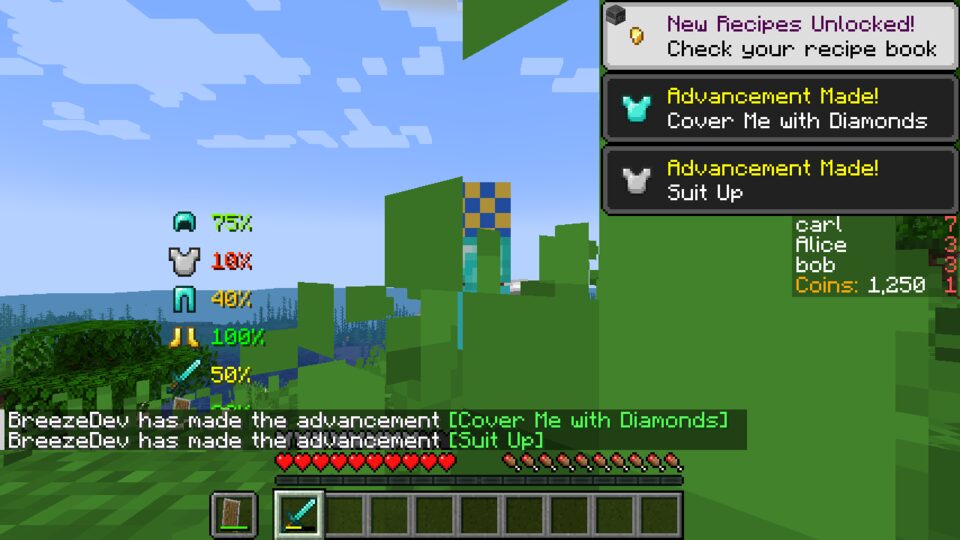 New Recipes Unlocked!
Check your recipe book
Advancement Made!
Cover Me with Diamonds
Advancement Made!
Suit Up
carl 7
Alice 3
bob 3
Coins: 1,250 1
75%
10%
40%
100%
50%
BreezeDev has made the advancement [Cover Me with Diamonds]
BreezeDev has made the advancement [Suit Up]